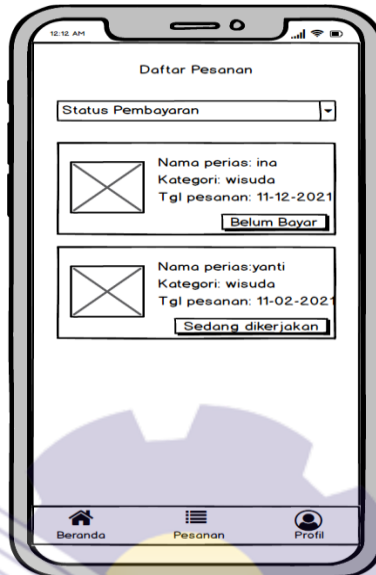 12:12 AM
Daftar Pesanan
Status Pembayaran
Nama perias: ina
Kategori: wisuda
Tgl pesanan: 11-12-2021
Belum Bayar
Nama perias:yanti
Kategori: wisuda
Tgl pesanan: 11-02-2021
Sedang dikerjakan
Beranda Pesanan Profil